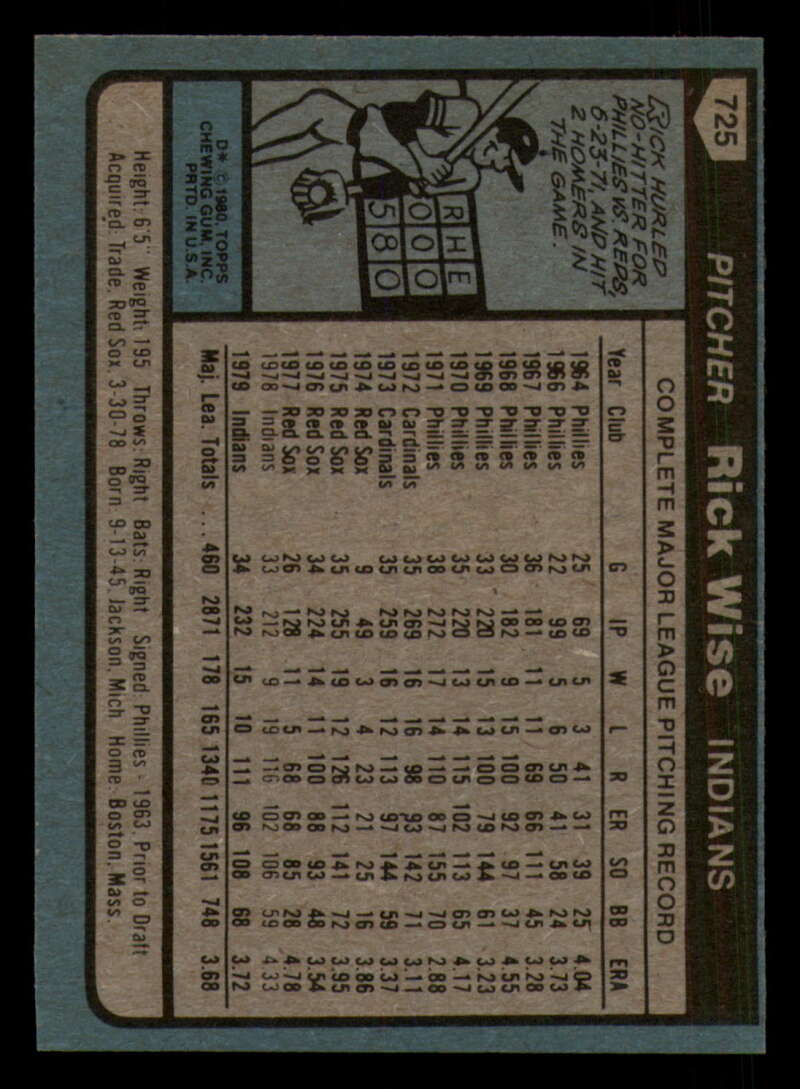 725
PITCHER Rick Wise INDIANS
RICK HURLED
NO-HITTER FOR
PHILLIES VS. REDS,
6-23-71, AND HIT
2 HOMERS IN
THE GAME.
R H E
0 0 0
5 8 0
D* © 1980, TOPPS
CHEWING GUM, INC.
PRTD. IN U.S.A.
COMPLETE MAJOR LEAGUE PITCHING RECORD
Year Club G IP W L R ER SO BB ERA
1964 Phillies 25 69 5 3 41 31 39 25 4.04
1966 Phillies 22 99 5 6 50 41 58 24 3.73
1967 Phillies 36 181 11 11 69 66 111 45 3.28
1968 Phillies 30 182 9 15 100 92 97 37 4.55
1969 Phillies 33 220 15 13 100 79 144 61 3.23
1970 Phillies 35 220 13 14 115 102 113 65 4.17
1971 Phillies 38 272 17 14 110 87 155 70 2.88
1972 Cardinals 35 269 16 16 98 93 142 71 3.11
1973 Cardinals 35 259 16 12 113 97 144 59 3.37
1974 Red Sox 9 49 3 4 23 21 25 16 3.86
1975 Red Sox 35 255 19 12 126 112 141 72 3.95
1976 Red Sox 34 224 14 11 100 88 93 48 3.54
1977 Red Sox 26 128 11 5 68 68 85 28 4.78
1978 Indians 33 212 9 19 116 102 106 59 4.33
1979 Indians 34 232 15 10 111 96 108 68 3.72
Maj. Lea. Totals ... 460 2871 178 165 1340 1175 1561 748 3.68
Height: 6'5" Weight: 195 Throws: Right Bats: Right Signed: Phillies - 1963, Prior to Draft
Acquired: Trade, Red Sox, 3-30-78 Born 9-13-45, Jackson, Mich Home: Boston, Mass.